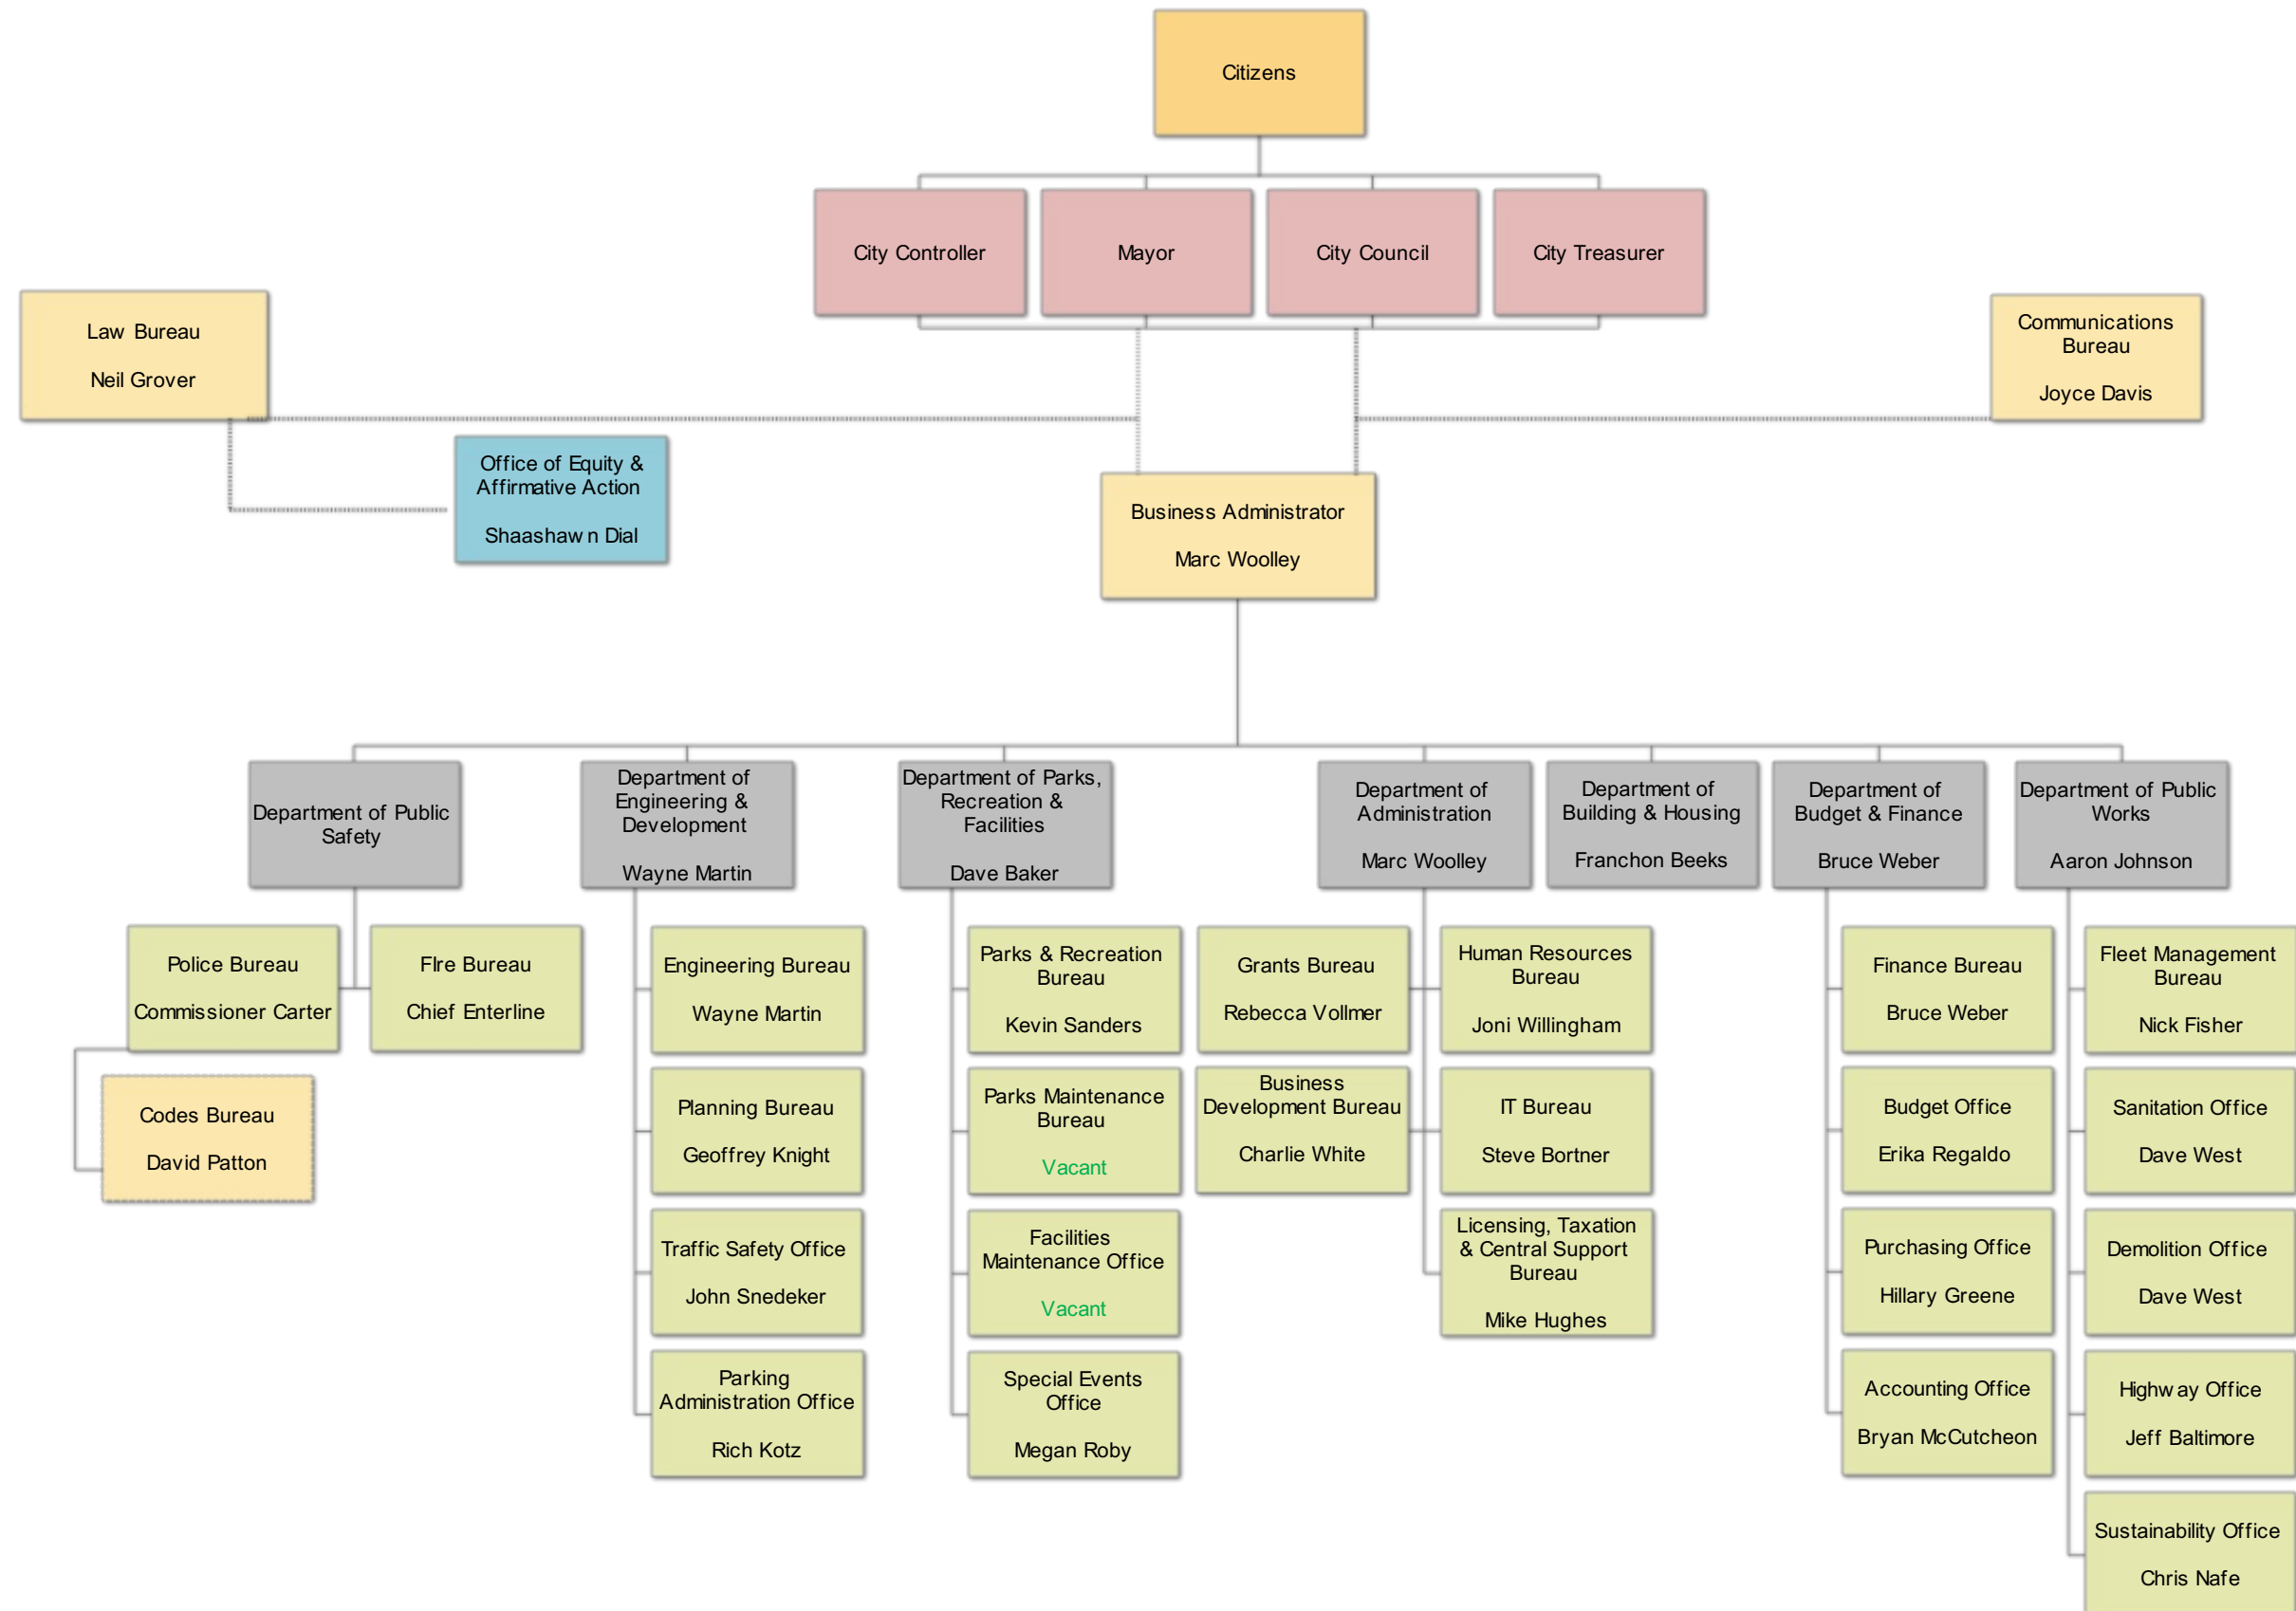 Citizens
City Controller
Mayor
City Council
City Treasurer
Law Bureau
Neil Grover
Communications
Bureau
Joyce Davis
Office of Equity &
Affirmative Action
Shaashawn Dial
Business Administrator
Marc Woolley
Department of Public
Safety
Department of
Engineering &
Development
Wayne Martin
Department of Parks,
Recreation &
Facilities
Dave Baker
Department of
Administration
Marc Woolley
Department of
Building & Housing
Franchon Beeks
Department of
Budget & Finance
Bruce Weber
Department of Public
Works
Aaron Johnson
Police Bureau
Commissioner Carter
FIre Bureau
Chief Enterline
Codes Bureau
David Patton
Engineering Bureau
Wayne Martin
Planning Bureau
Geoffrey Knight
Traffic Safety Office
John Snedeker
Parking
Administration Office
Rich Kotz
Parks & Recreation
Bureau
Kevin Sanders
Parks Maintenance
Bureau
Vacant
Facilities
Maintenance Office
Vacant
Special Events
Office
Megan Roby
Grants Bureau
Rebecca Vollmer
Business
Development Bureau
Charlie White
Human Resources
Bureau
Joni Willingham
IT Bureau
Steve Bortner
Licensing, Taxation
& Central Support
Bureau
Mike Hughes
Finance Bureau
Bruce Weber
Budget Office
Erika Regaldo
Purchasing Office
Hillary Greene
Accounting Office
Bryan McCutcheon
Fleet Management
Bureau
Nick Fisher
Sanitation Office
Dave West
Demolition Office
Dave West
Highway Office
Jeff Baltimore
Sustainability Office
Chris Nafe